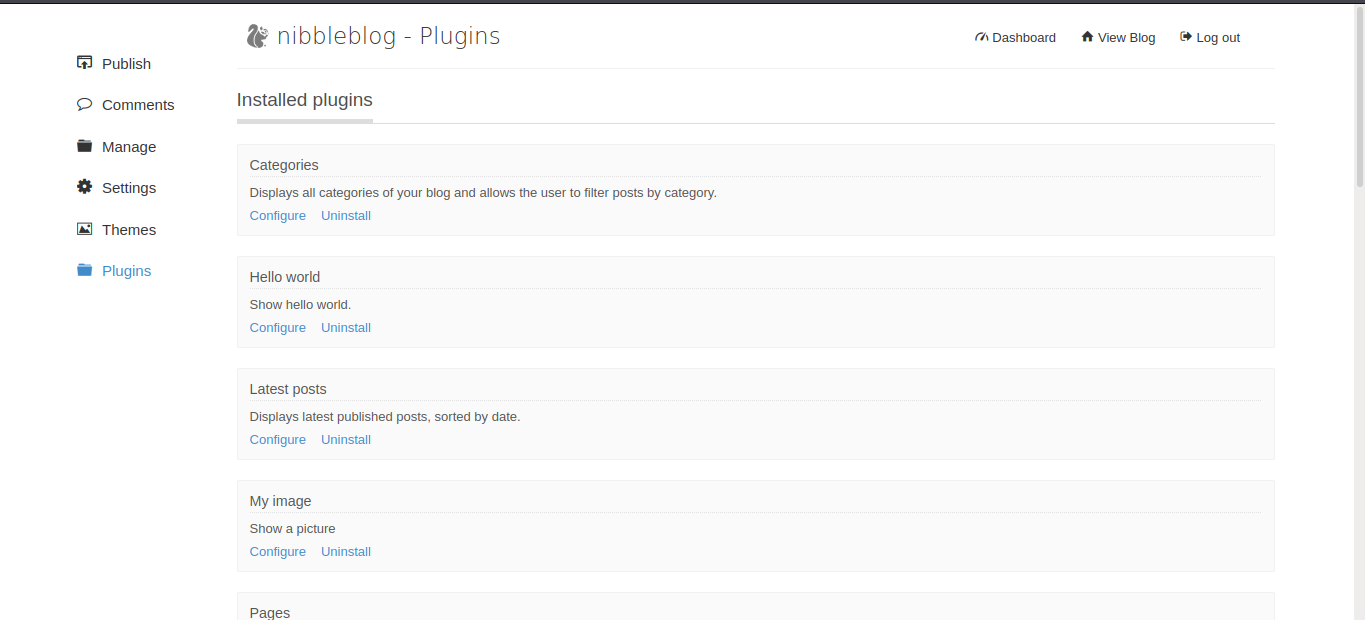 nibbleblog - Plugins
Dashboard View Blog Log out
Publish
Comments
Manage
Settings
Themes
Plugins
Installed plugins
Categories
Displays all categories of your blog and allows the user to filter posts by category.
Configure Uninstall
Hello world
Show hello world.
Configure Uninstall
Latest posts
Displays latest published posts, sorted by date.
Configure Uninstall
My image
Show a picture
Configure Uninstall
Pages